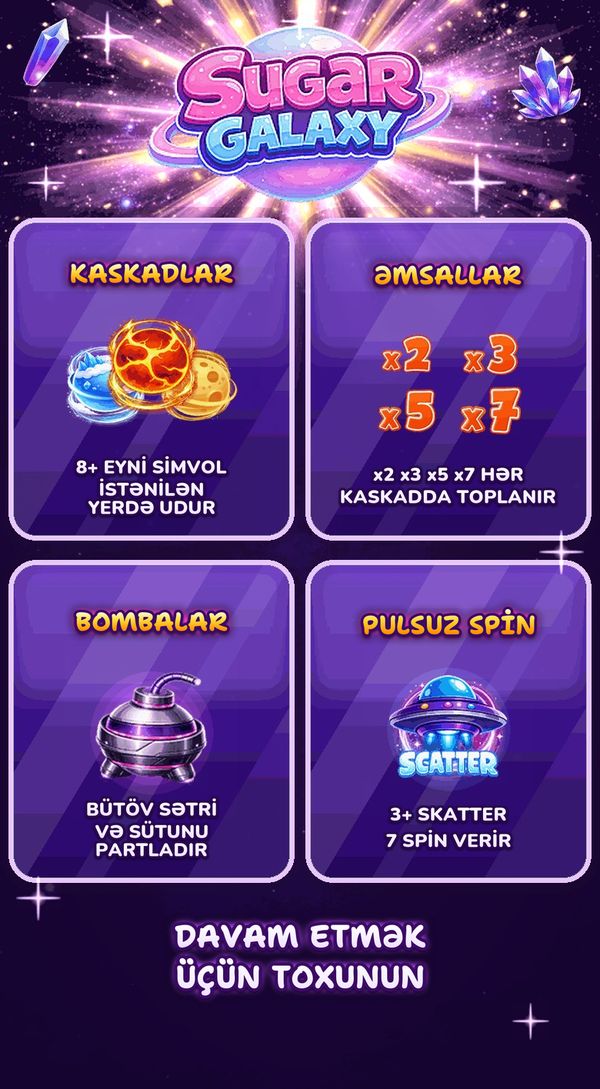 SUGAR
GALAXY
KASKADLAR
8+ EYNİ SİMVOL
İSTƏNİLƏN
YERDƏ UDUR
ƏMSALLAR
x2 x3
x5 x7
x2 x3 x5 x7 HƏR
KASKADDA TOPLANIR
BOMBALAR
BÜTÖV SƏTRİ
VƏ SÜTUNU
PARTLADIR
PULSUZ SPİN
SCATTER
3+ SKATTER
7 SPİN VERİR
DAVAM ETMƏK
ÜÇÜN TOXUNUN